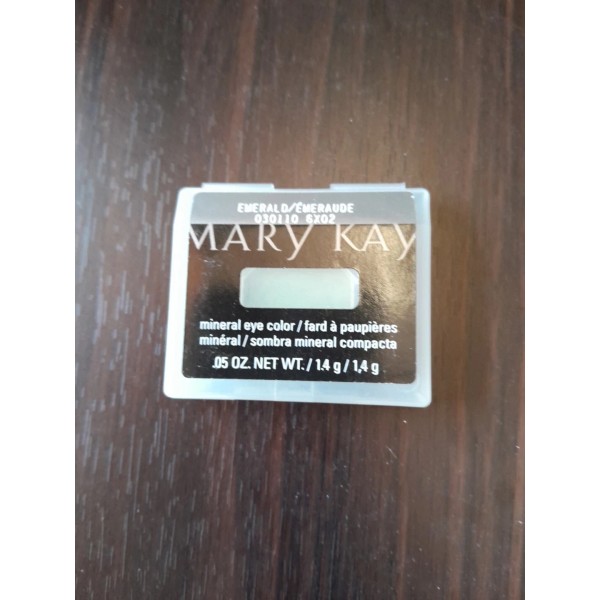 EMERALD/ÉMERAUDE
030110 6X02
MARY KAY
mineral eye color / fard à paupières
minéral / sombra mineral compacta
.05 OZ. NET WT. / 1.4 g / 1,4 g